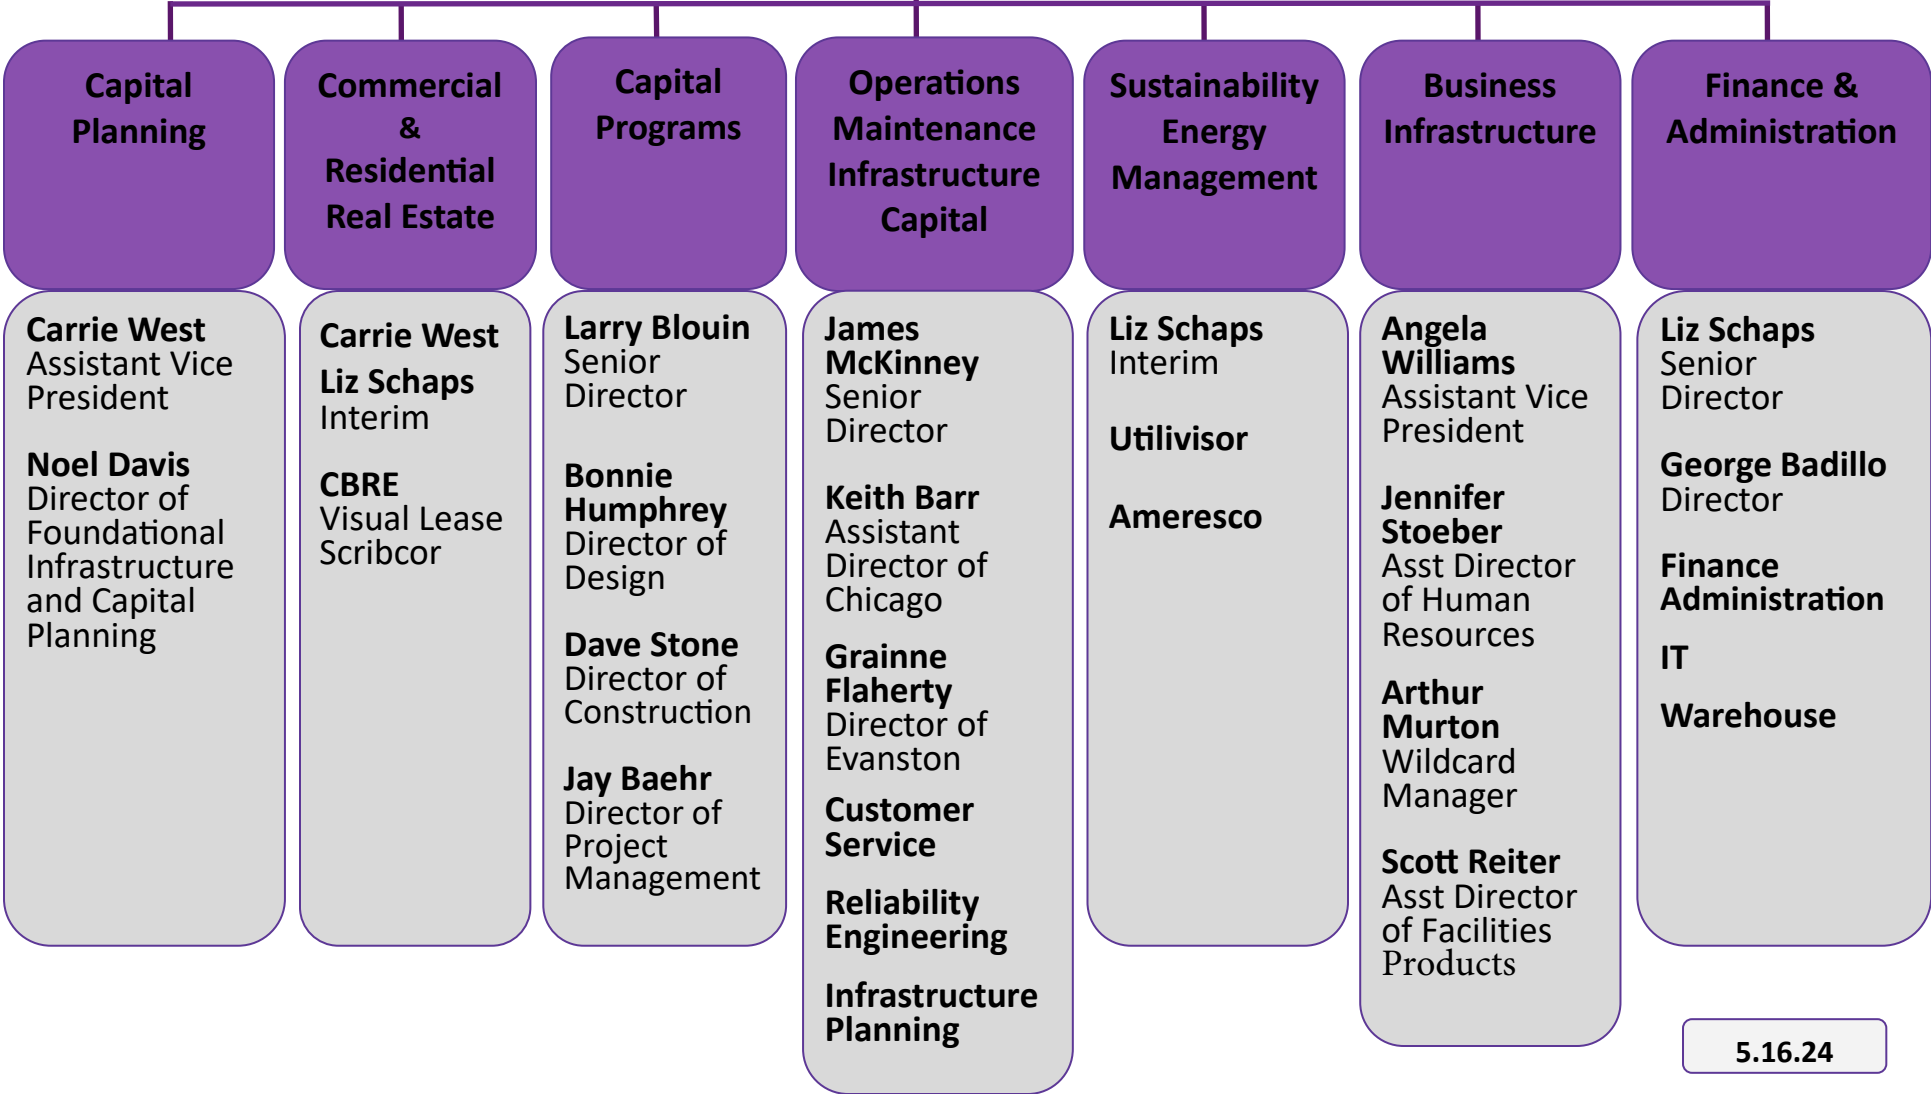 Capital
Planning
Commercial
&
Residential
Real Estate
Capital
Programs
Operations
Maintenance
Infrastructure
Capital
Sustainability
Energy
Management
Business
Infrastructure
Finance &
Administration
Carrie West
Assistant Vice
President
Noel Davis
Director of
Foundational
Infrastructure
and Capital
Planning
Carrie West
Liz Schaps
Interim
CBRE
Visual Lease
Scribcor
Larry Blouin
Senior
Director
Bonnie
Humphrey
Director of
Design
Dave Stone
Director of
Construction
Jay Baehr
Director of
Project
Management
James
McKinney
Senior
Director
Keith Barr
Assistant
Director of
Chicago
Grainne
Flaherty
Director of
Evanston
Customer
Service
Reliability
Engineering
Infrastructure
Planning
Liz Schaps
Interim
Utilivisor
Ameresco
Angela
Williams
Assistant Vice
President
Jennifer
Stoeber
Asst Director
of Human
Resources
Arthur
Murton
Wildcard
Manager
Scott Reiter
Asst Director
of Facilities
Products
Liz Schaps
Senior
Director
George Badillo
Director
Finance
Administration
IT
Warehouse
5.16.24